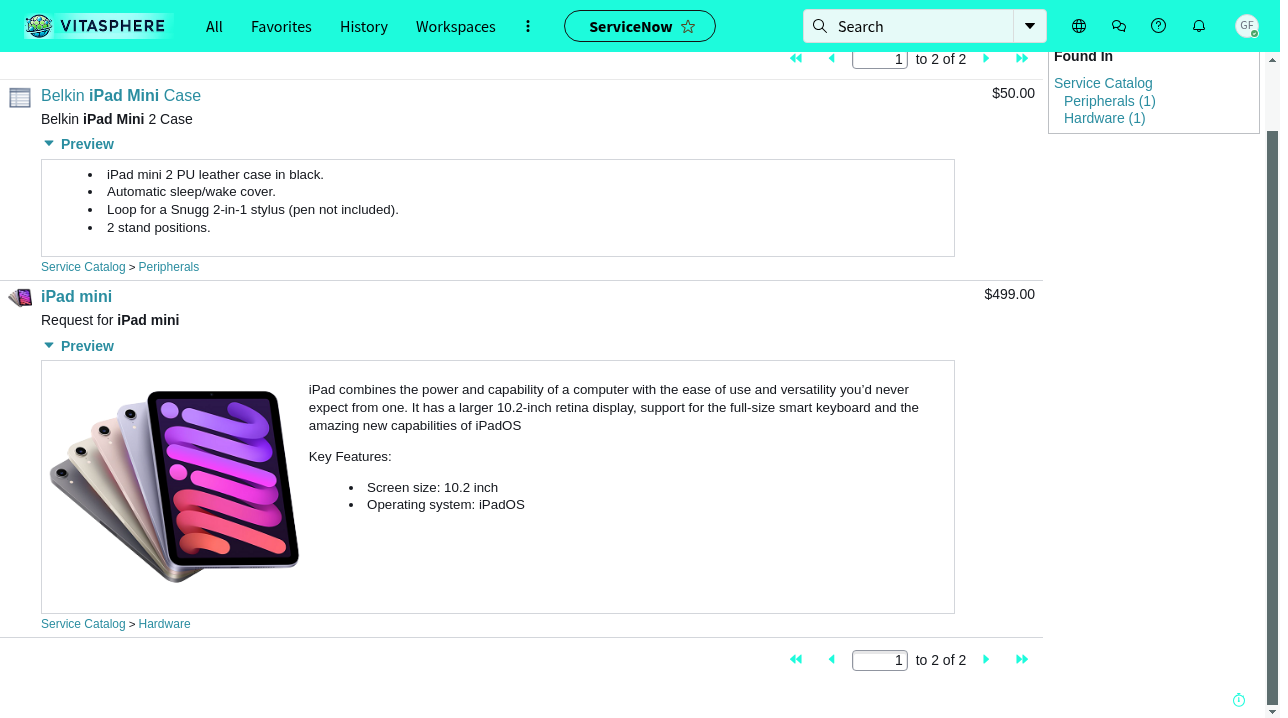 VITASPHERE All Favorites History Workspaces ServiceNow Search GF
1 to 2 of 2
Found In
Service Catalog
Peripherals (1)
Hardware (1)
Belkin iPad Mini Case $50.00
Belkin iPad Mini 2 Case
Preview
• iPad mini 2 PU leather case in black.
• Automatic sleep/wake cover.
• Loop for a Snugg 2-in-1 stylus (pen not included).
• 2 stand positions.
Service Catalog > Peripherals
iPad mini $499.00
Request for iPad mini
Preview
iPad combines the power and capability of a computer with the ease of use and versatility you’d never
expect from one. It has a larger 10.2-inch retina display, support for the full-size smart keyboard and the
amazing new capabilities of iPadOS
Key Features:
• Screen size: 10.2 inch
• Operating system: iPadOS
Service Catalog > Hardware
1 to 2 of 2